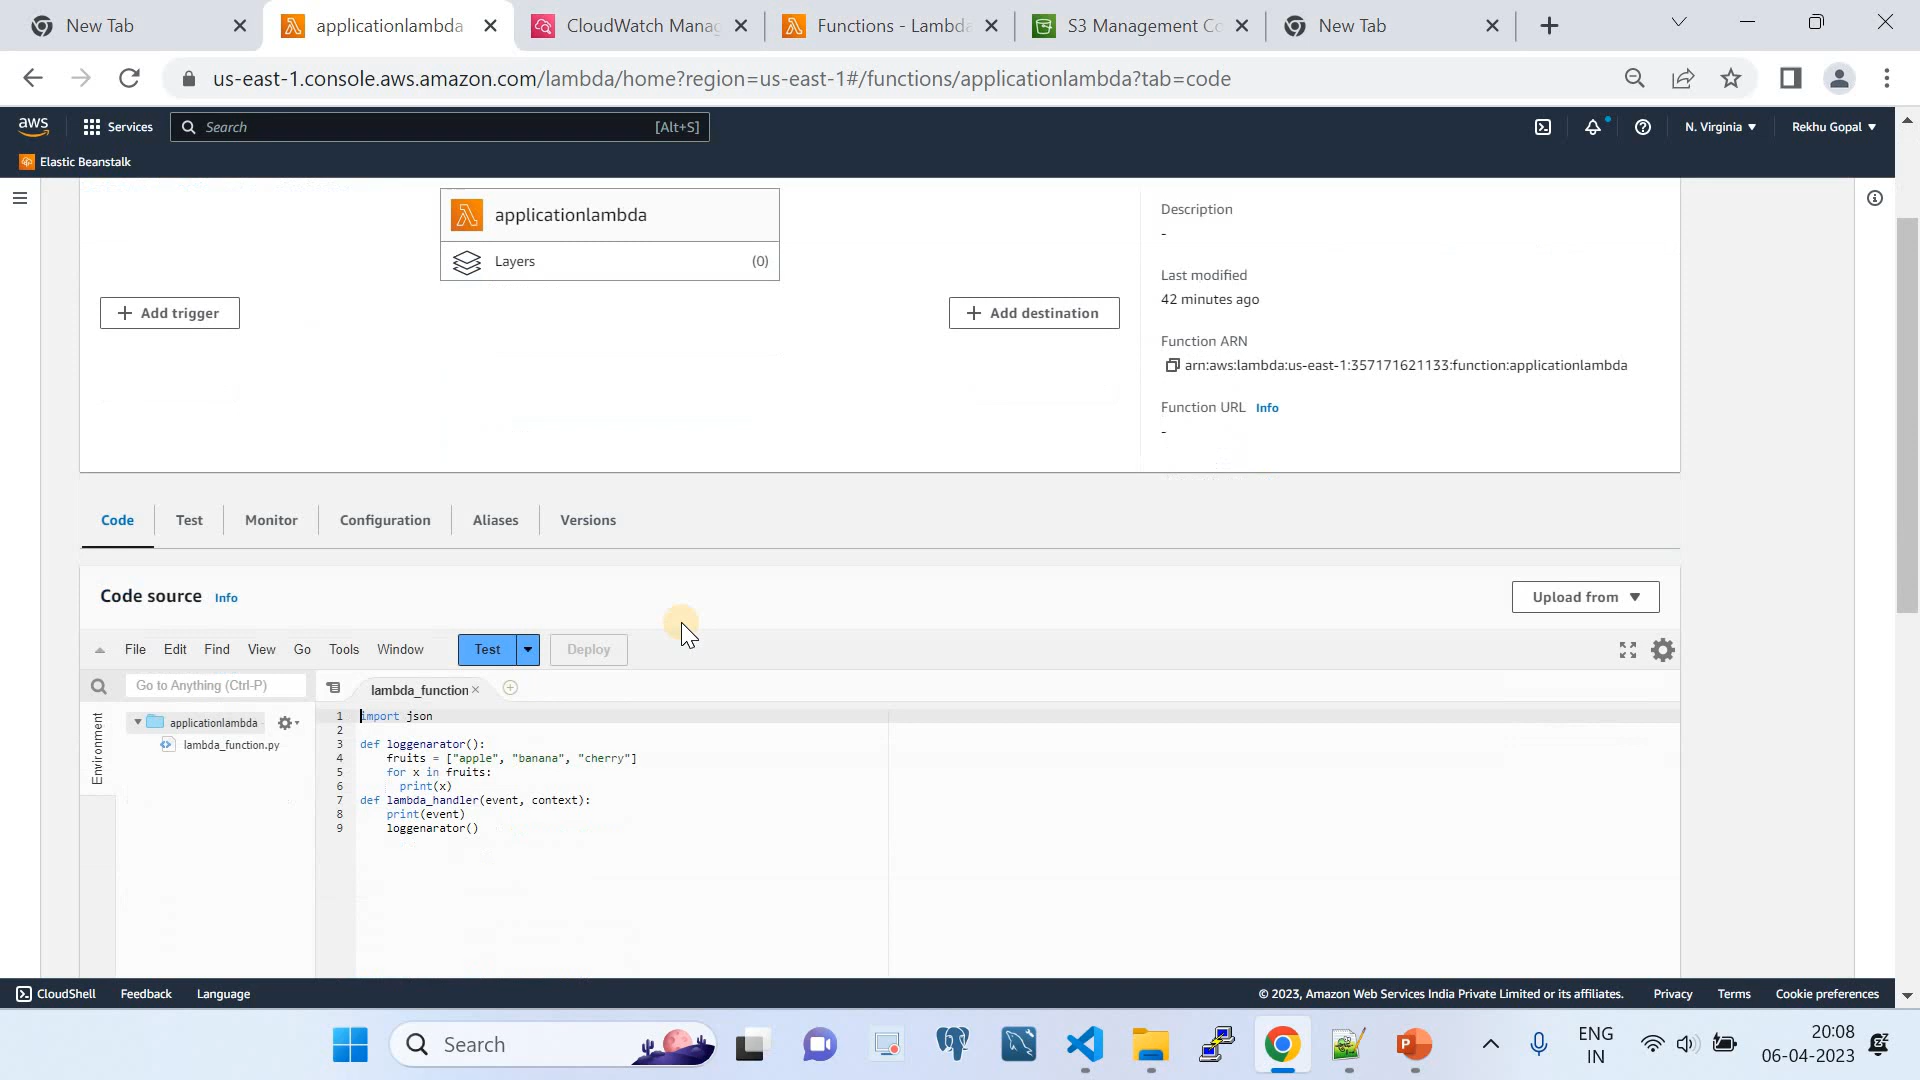 New Tab
applicationlambda
CloudWatch Manag
Functions - Lambda
S3 Management Co
New Tab
us-east-1.console.aws.amazon.com/lambda/home?region=us-east-1#/functions/applicationlambda?tab=code
aws
Services
Search
[Alt+S]
N. Virginia
Rekhu Gopal
Elastic Beanstalk
applicationlambda
Layers
(0)
+ Add trigger
+ Add destination
Description
-
Last modified
42 minutes ago
Function ARN
arn:aws:lambda:us-east-1:357171621133:function:applicationlambda
Function URL Info
-
Code
Test
Monitor
Configuration
Aliases
Versions
Code source Info
Upload from
File Edit Find View Go Tools Window
Test
Deploy
Go to Anything (Ctrl-P)
lambda_function
Environment
applicationlambda
lambda_function.py
1 import json
2
3 def loggenarator():
4 fruits = ["apple", "banana", "cherry"]
5 for x in fruits:
6 print(x)
7 def lambda_handler(event, context):
8 print(event)
9 loggenarator()
CloudShell Feedback Language
© 2023, Amazon Web Services India Private Limited or its affiliates. Privacy Terms Cookie preferences
Search
ENG
IN
20:08
06-04-2023